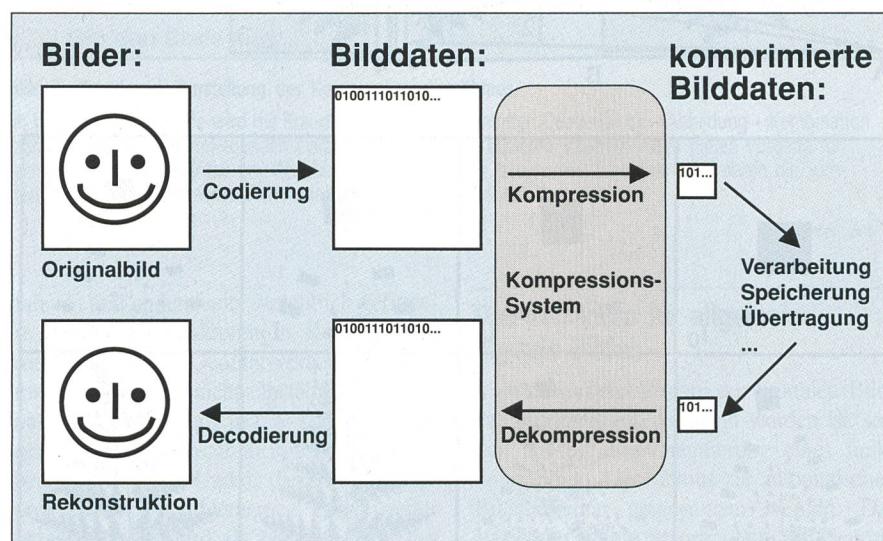 Bilder:
Bilddaten:
komprimierte
Bilddaten:
0100111011010...
101...
Codierung
Kompression
Originalbild
Kompressions-
System
Verarbeitung
Speicherung
Übertragung
...
0100111011010...
101...
Decodierung
Dekompression
Rekonstruktion